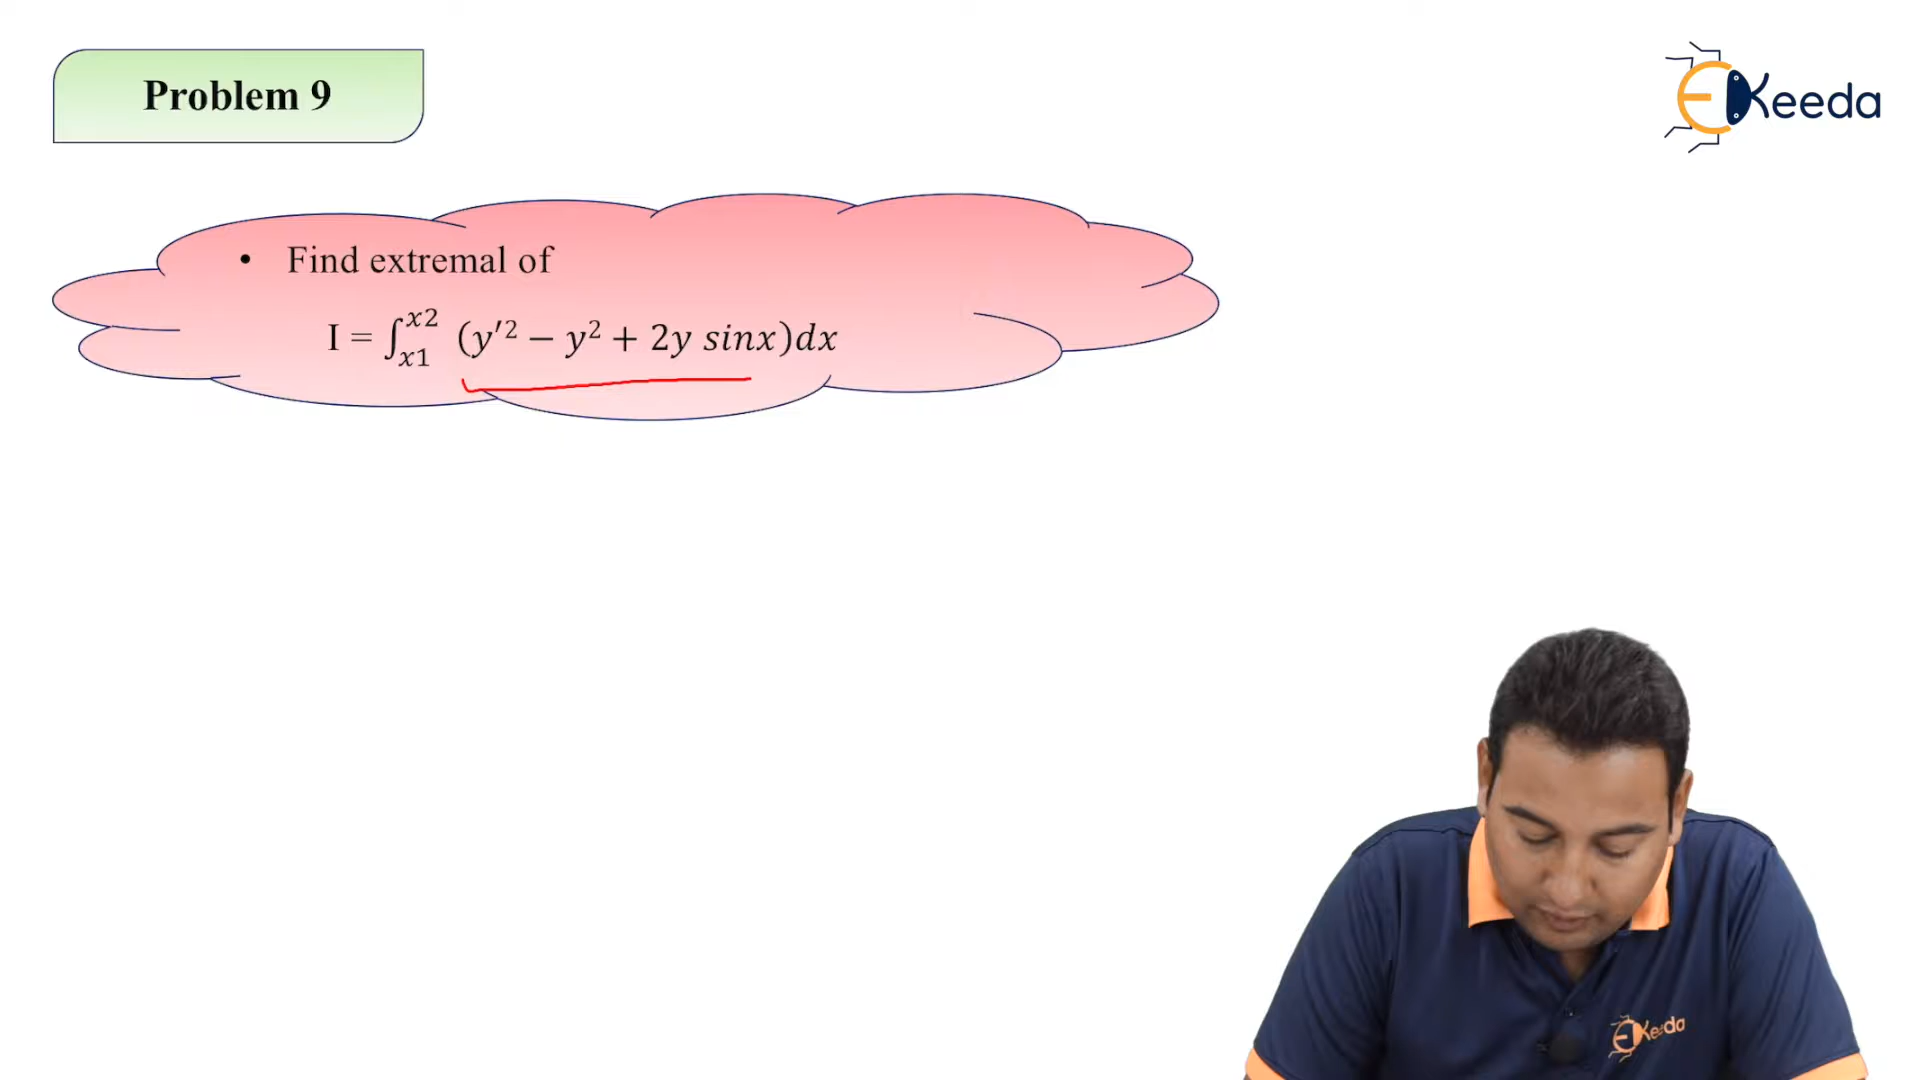 Problem 9
EKeeda
• Find extremal of
I = ∫_{x1}^{x2} (y′² − y² + 2y sinx)dx
EKeeda